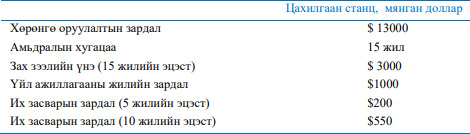 Цахилгаан станц, мянган доллар
Хөрөнгө оруулалтын зардал $ 13000
Амьдралын хугацаа 15 жил
Зах зээлийн үнэ (15 жилийн эцэст) $ 3000
Үйл ажиллагааны жилийн зардал $1000
Их засварын зардал (5 жилийн эцэст) $200
Их засварын зардал (10 жилийн эцэст) $550